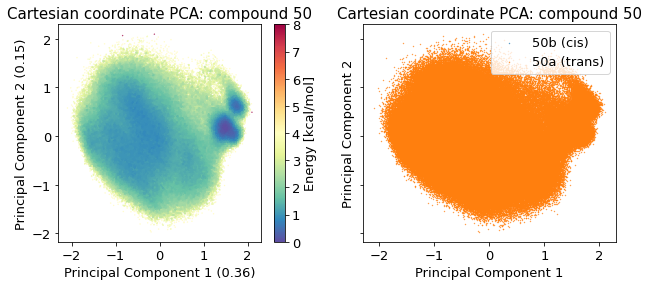 Cartesian coordinate PCA: compound 50
Principal Component 2 (0.15)
2
1
0
−1
−2
−2
−1
0
1
2
Principal Component 1 (0.36)
8
7
6
5
4
3
2
1
0
Energy [kcal/mol]
Cartesian coordinate PCA: compound 50
50b (cis)
50a (trans)
Principal Component 2
−2
−1
0
1
2
Principal Component 1